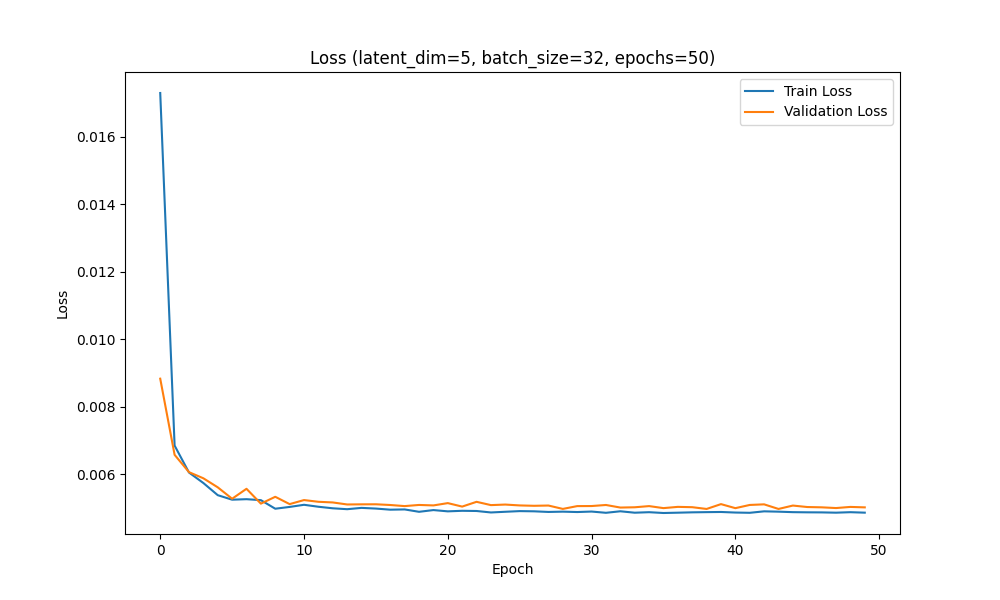 Loss (latent_dim=5, batch_size=32, epochs=50)
Train Loss
Validation Loss
0.016
0.014
0.012
0.010
0.008
0.006
Loss
0 10 20 30 40 50
Epoch